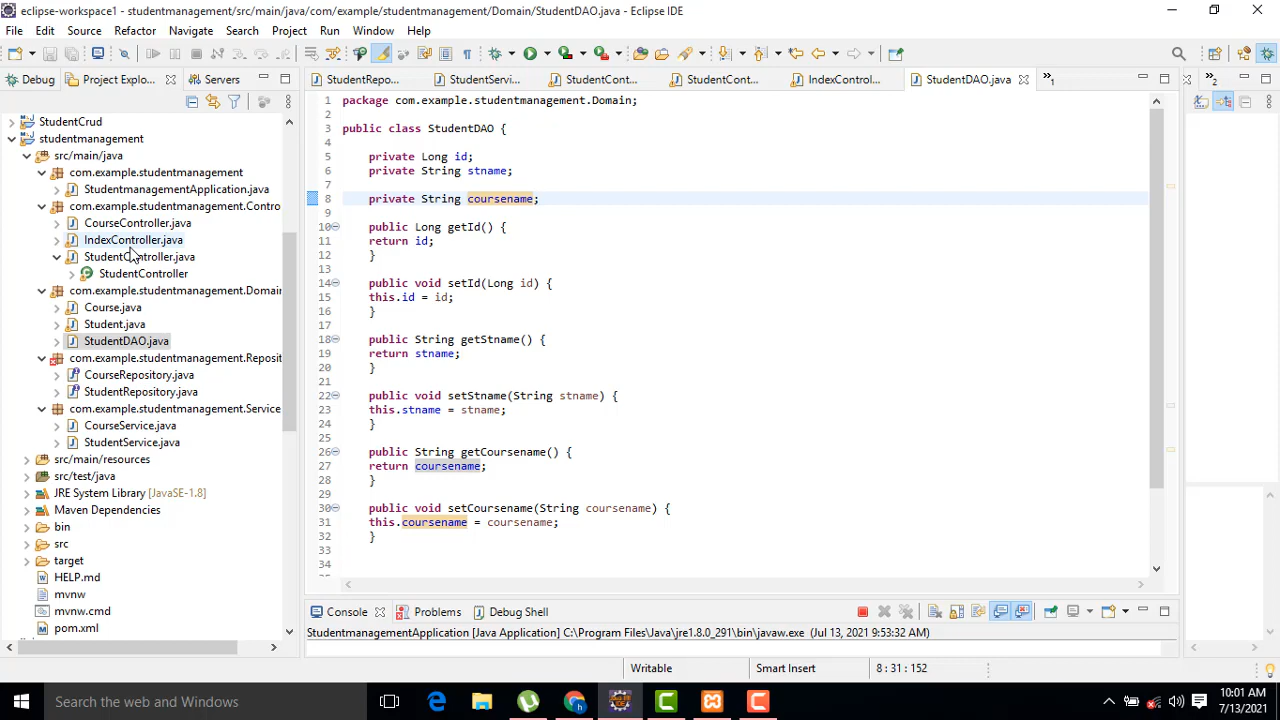 eclipse-workspace1 - studentmanagement/src/main/java/com/example/studentmanagement/Domain/StudentDAO.java - Eclipse IDE
File Edit Source Refactor Navigate Search Project Run Window Help
Debug Project Explo... Servers
StudentRepo... StudentServi... StudentCont... StudentCont... IndexControl... StudentDAO.java »1 »2
StudentCrud
studentmanagement
src/main/java
com.example.studentmanagement
StudentmanagementApplication.java
com.example.studentmanagement.Contro
CourseController.java
IndexController.java
StudentController.java
StudentController
com.example.studentmanagement.Domain
Course.java
Student.java
StudentDAO.java
com.example.studentmanagement.Reposit
CourseRepository.java
StudentRepository.java
com.example.studentmanagement.Service
CourseService.java
StudentService.java
src/main/resources
src/test/java
JRE System Library [JavaSE-1.8]
Maven Dependencies
bin
src
target
HELP.md
mvnw
mvnw.cmd
pom.xml
1 package com.example.studentmanagement.Domain;
2
3 public class StudentDAO {
4
5 private Long id;
6 private String stname;
7
8 private String coursename;
9
10 public Long getId() {
11 return id;
12 }
13
14 public void setId(Long id) {
15 this.id = id;
16 }
17
18 public String getStname() {
19 return stname;
20 }
21
22 public void setStname(String stname) {
23 this.stname = stname;
24 }
25
26 public String getCoursename() {
27 return coursename;
28 }
29
30 public void setCoursename(String coursename) {
31 this.coursename = coursename;
32 }
33
34
Console Problems Debug Shell
StudentmanagementApplication [Java Application] C:\Program Files\Java\jre1.8.0_291\bin\javaw.exe (Jul 13, 2021 9:53:32 AM)
Writable Smart Insert 8 : 31 : 152
Search the web and Windows
10:01 AM
7/13/2021